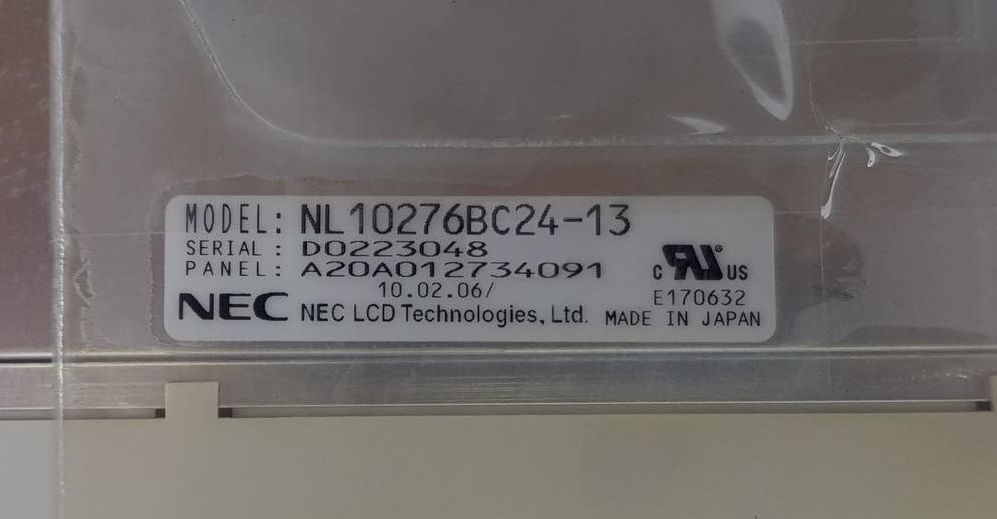 MODEL: NL10276BC24-13
SERIAL : D0223048
PANEL: A20A012734091
10.02.06/
NEC NEC LCD Technologies, Ltd.
c RU® US
E170632
MADE IN JAPAN